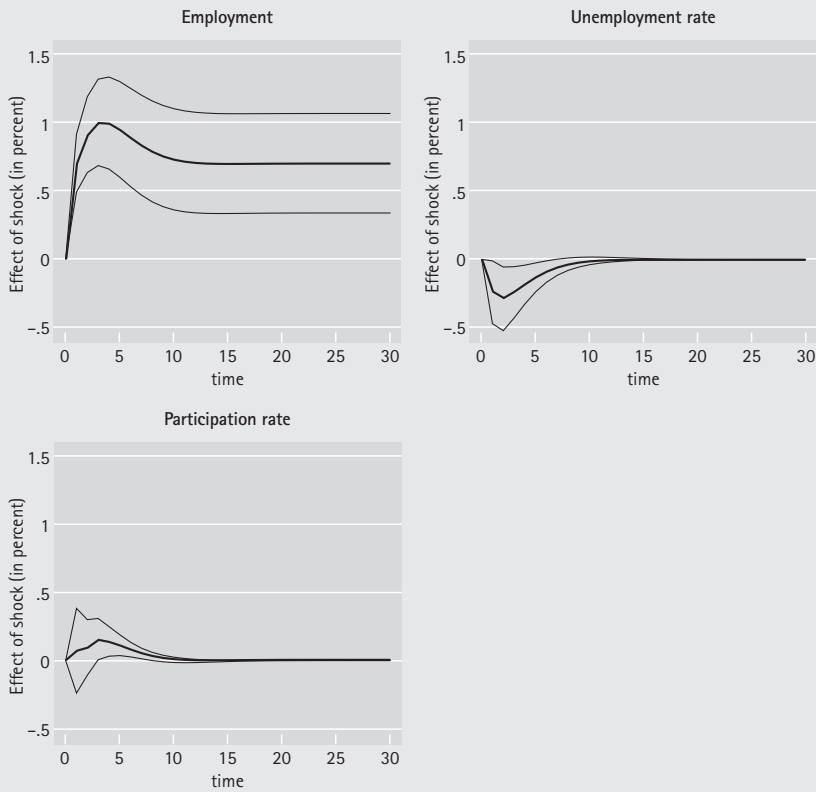 Employment
Effect of shock (in percent)
1.5
1
.5
0
–.5
0 5 10 15 20 25 30
time
Unemployment rate
Effect of shock (in percent)
1.5
1
.5
0
–.5
0 5 10 15 20 25 30
time
Participation rate
Effect of shock (in percent)
1.5
1
.5
0
–.5
0 5 10 15 20 25 30
time